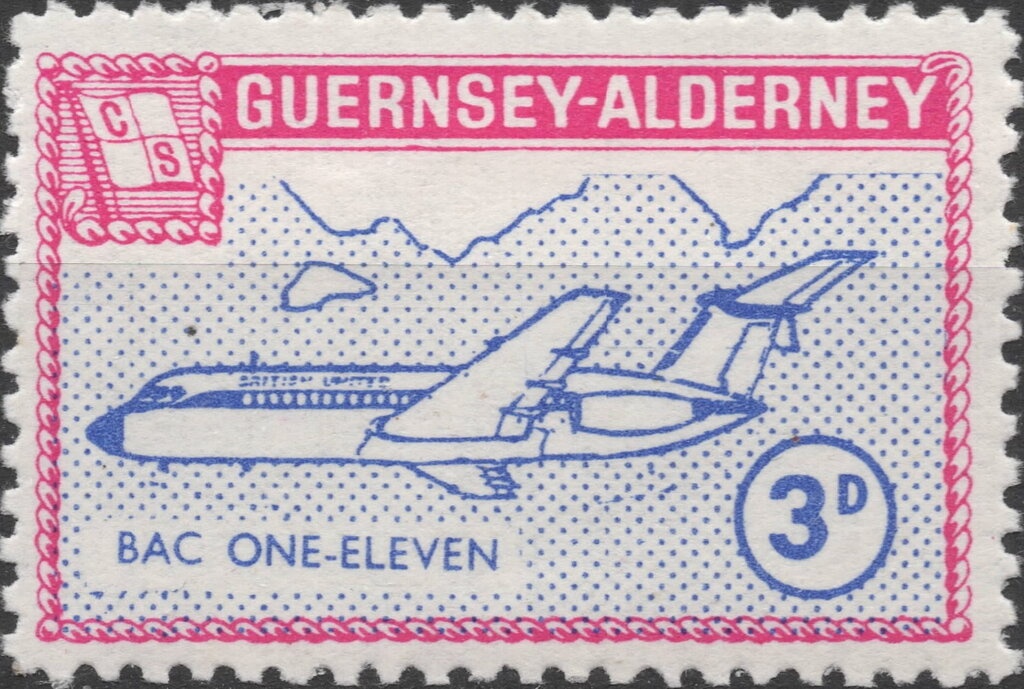 C
S
GUERNSEY-ALDERNEY
BRITISH UNITED
BAC ONE-ELEVEN
3D